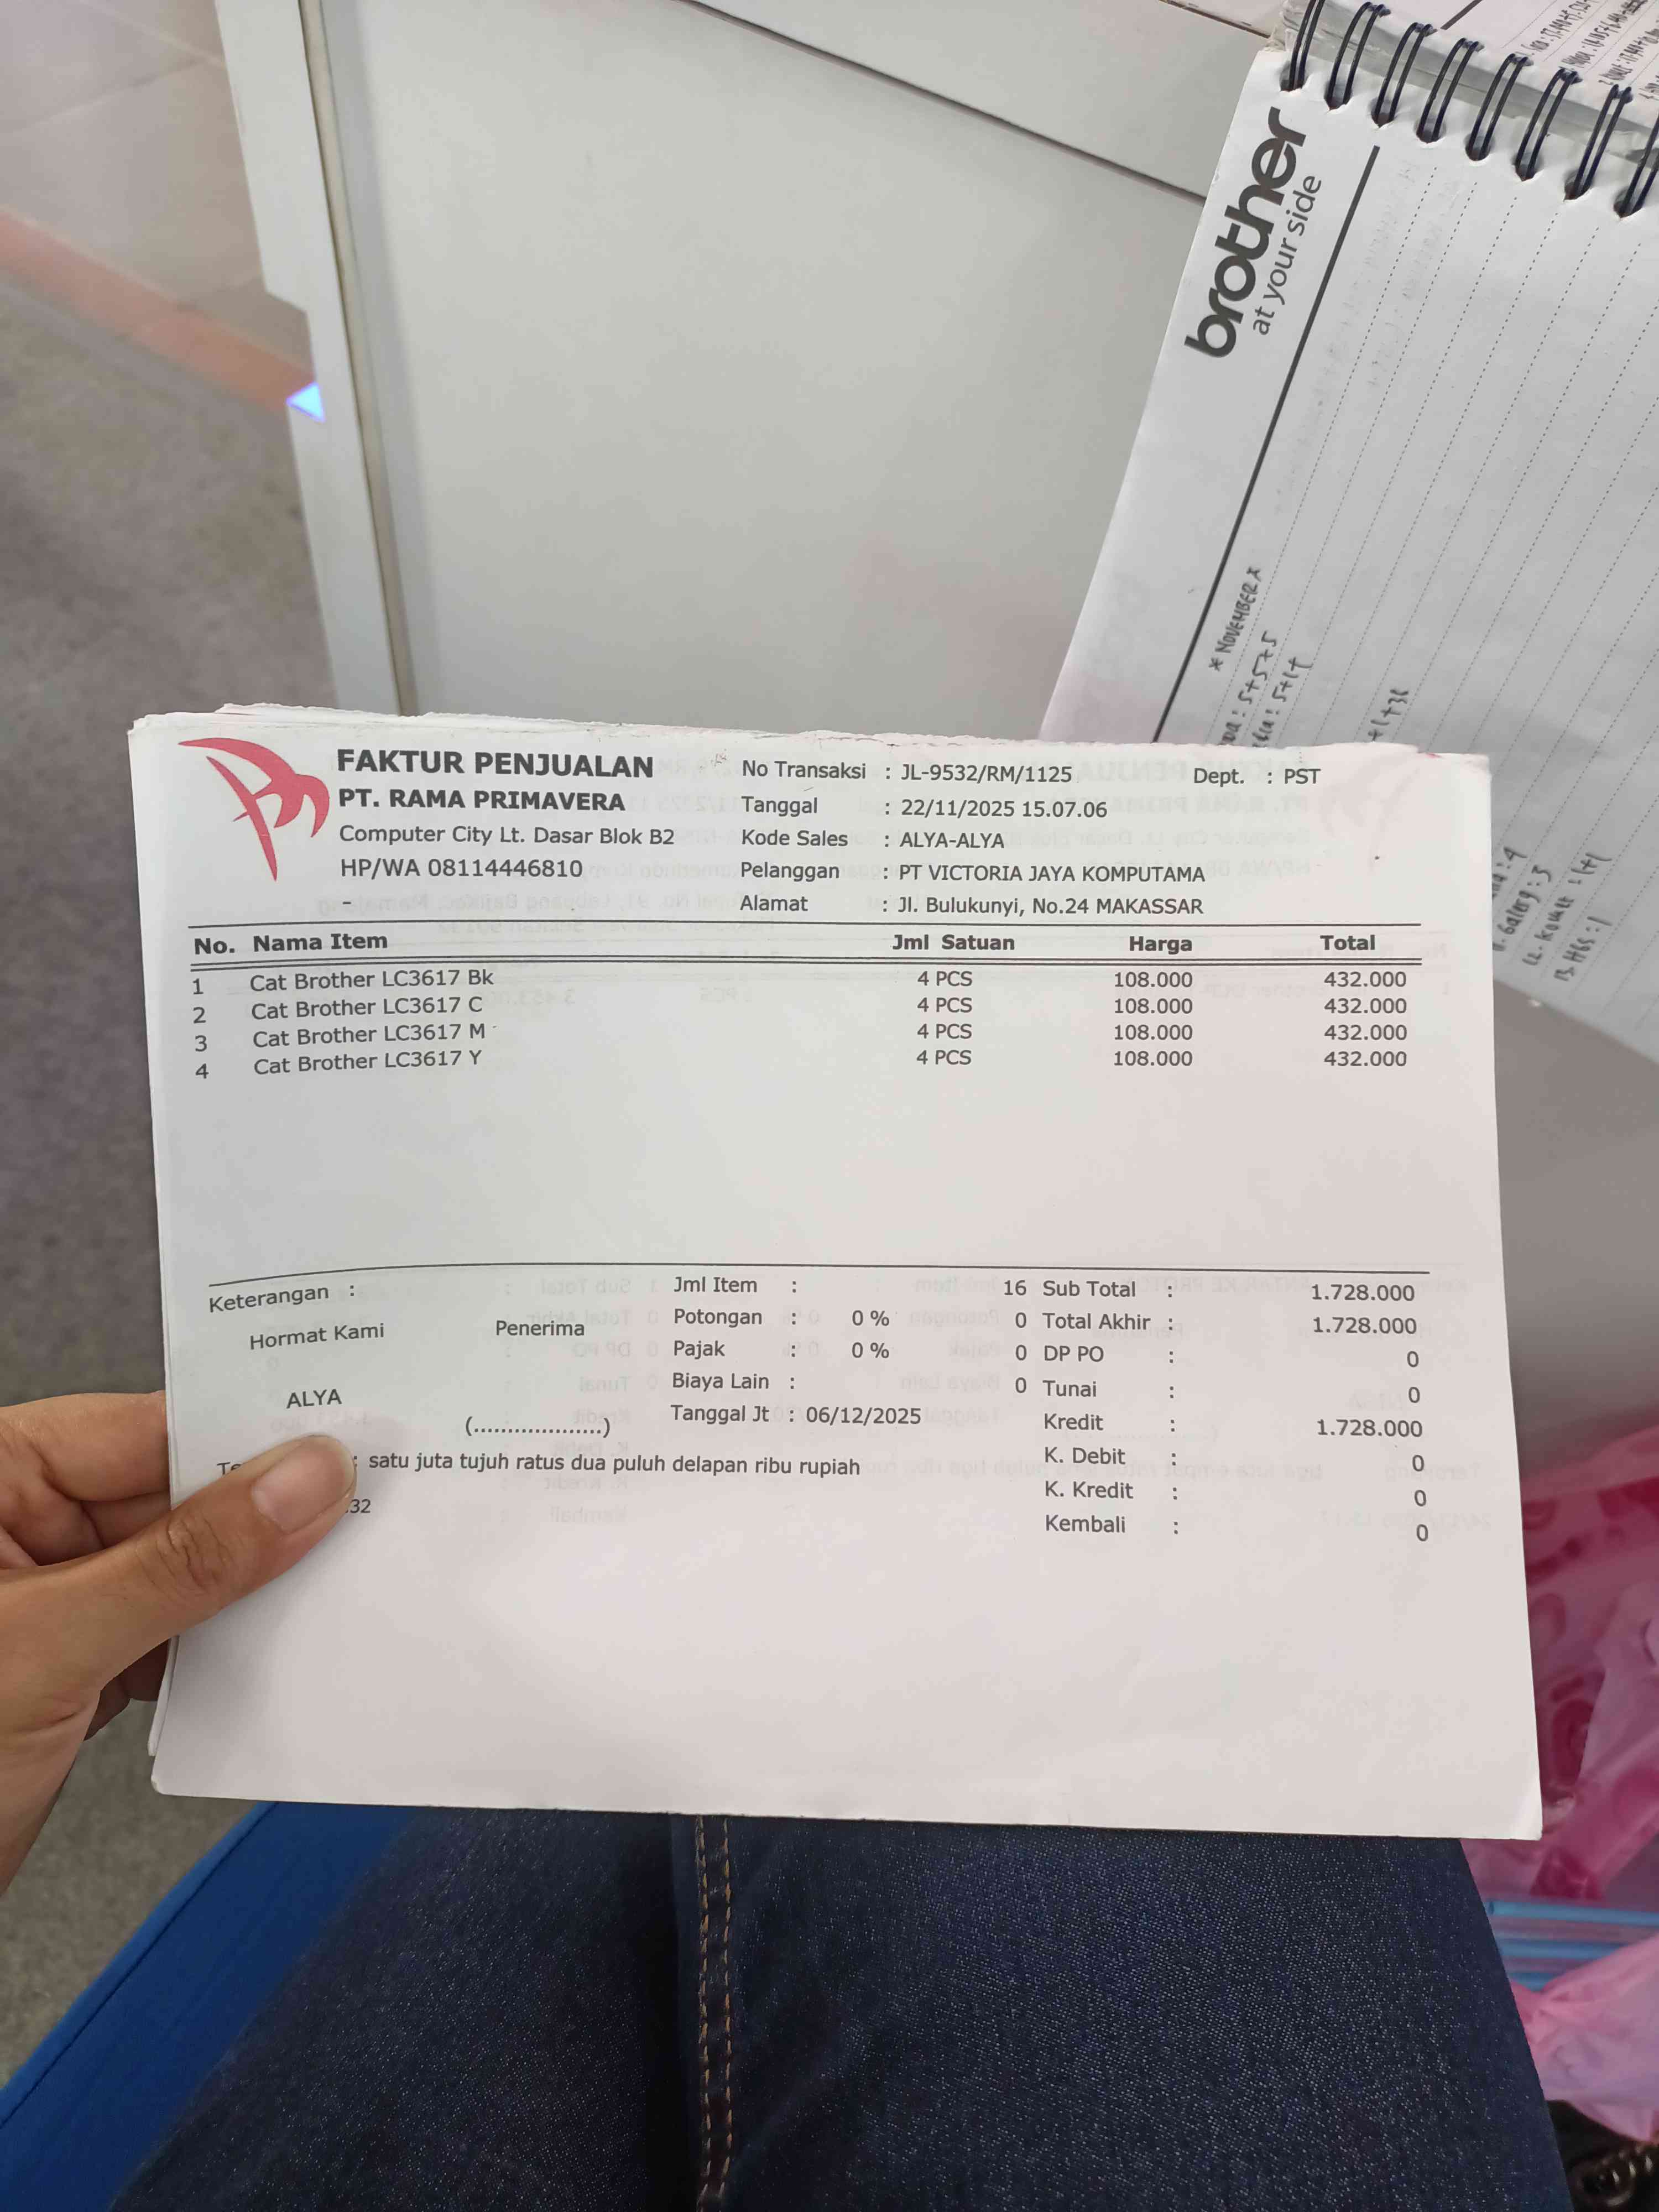 brother
at your side
* NOVEMBER *
FAKTUR PENJUALAN
PT. RAMA PRIMAVERA
Computer City Lt. Dasar Blok B2
HP/WA 08114446810
-
No Transaksi : JL-9532/RM/1125 Dept. : PST
Tanggal : 22/11/2025 15.07.06
Kode Sales : ALYA-ALYA
Pelanggan : PT VICTORIA JAYA KOMPUTAMA
Alamat : Jl. Bulukunyi, No.24 MAKASSAR
No. Nama Item Jml Satuan Harga Total
1 Cat Brother LC3617 Bk 4 PCS 108.000 432.000
2 Cat Brother LC3617 C 4 PCS 108.000 432.000
3 Cat Brother LC3617 M 4 PCS 108.000 432.000
4 Cat Brother LC3617 Y 4 PCS 108.000 432.000
Keterangan :
Hormat Kami Penerima
ALYA
(...................)
Jml Item : 16
Potongan : 0 % 0
Pajak : 0 % 0
Biaya Lain : 0
Tanggal Jt : 06/12/2025
Sub Total : 1.728.000
Total Akhir : 1.728.000
DP PO : 0
Tunai : 0
Kredit : 1.728.000
K. Debit : 0
K. Kredit : 0
Kembali : 0
: satu juta tujuh ratus dua puluh delapan ribu rupiah
.32